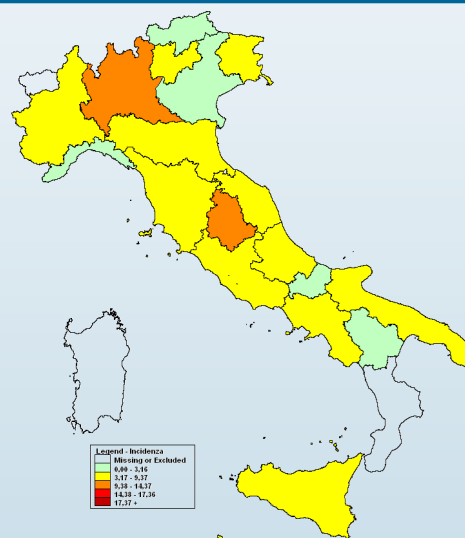 Legend - Incidenza
Missing or Excluded
0,00 - 3,16
3,17 - 9,37
9,38 - 14,37
14,38 - 17,36
17,37 +